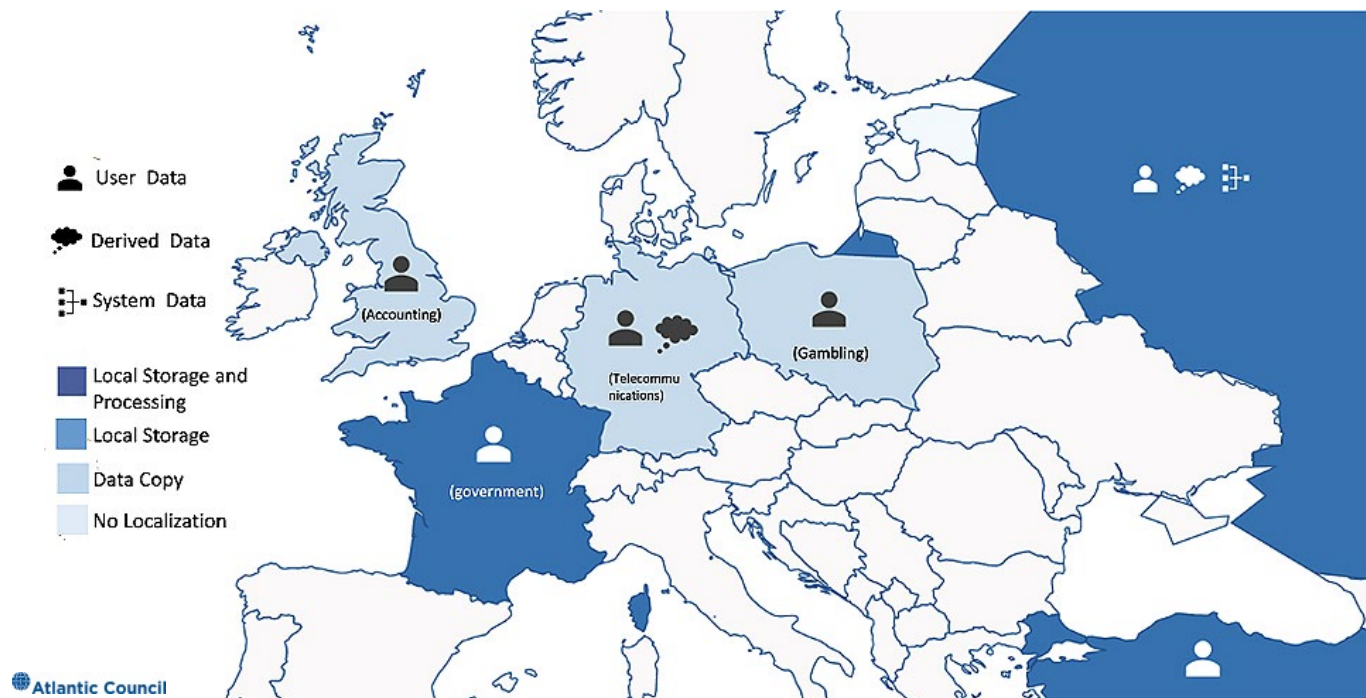 User Data
Derived Data
System Data
Local Storage and
Processing
Local Storage
Data Copy
No Localization
(Accounting)
(Telecommu
nications)
(Gambling)
(government)
Atlantic Council